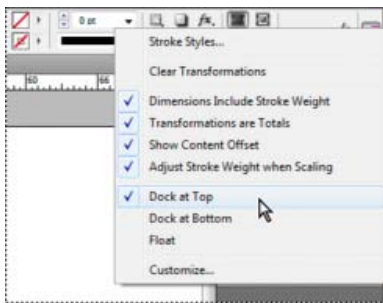 0 pt
fx.
Stroke Styles...
Clear Transformations
60 66
Dimensions Include Stroke Weight
Transformations are Totals
Show Content Offset
Adjust Stroke Weight when Scaling
Dock at Top
Dock at Bottom
Float
Customize...